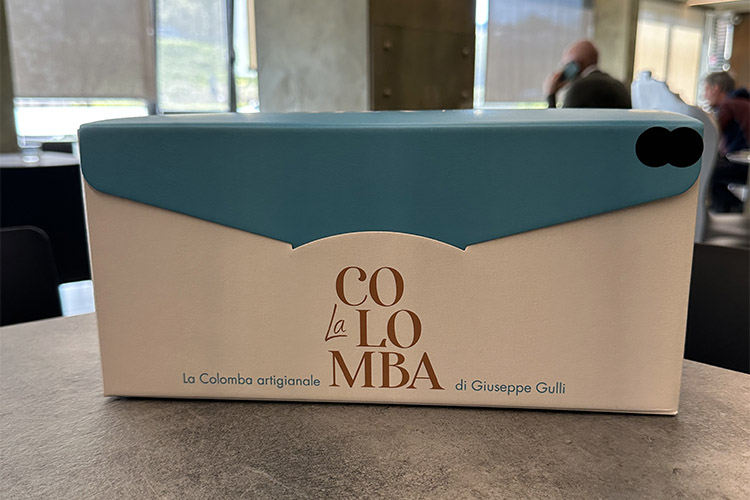 CO
La LO
MBA
La Colomba artigianale di Giuseppe Gulli